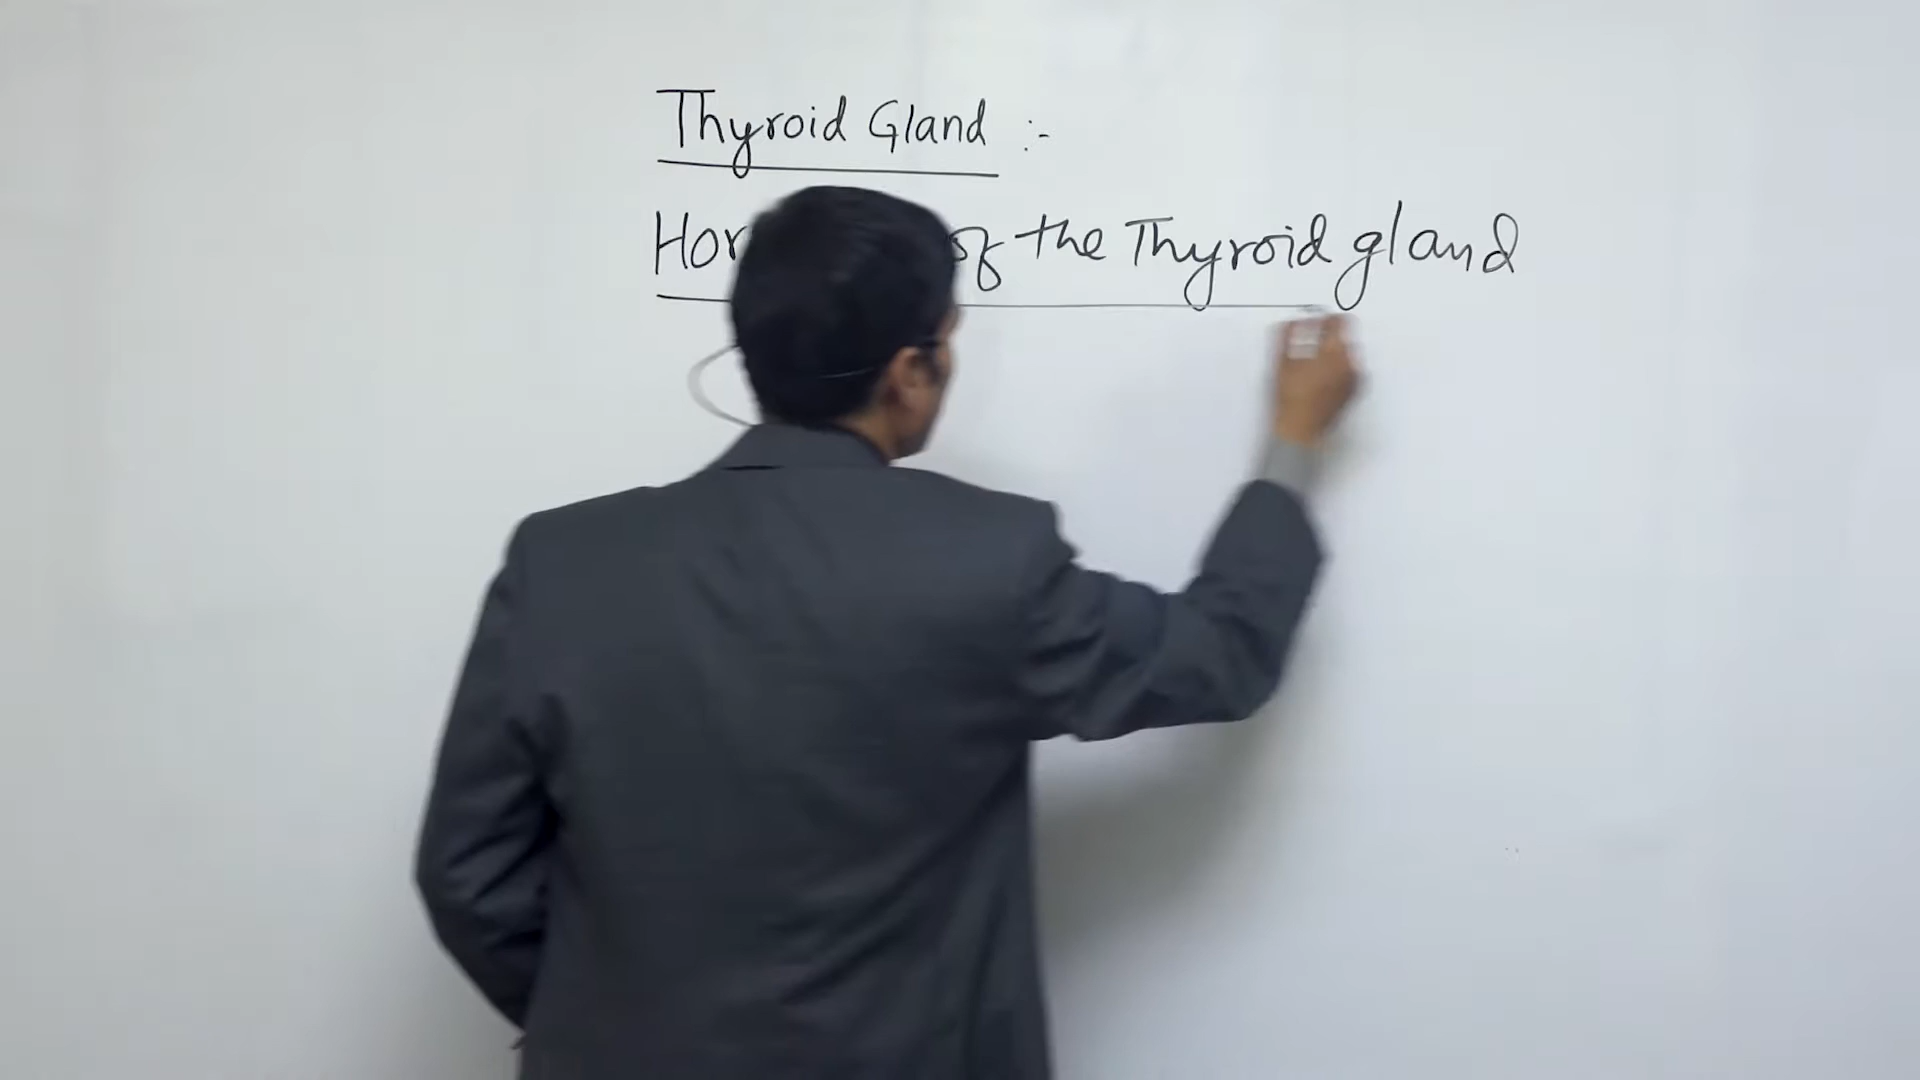 Thyroid Gland :-
Hor of the Thyroid gland